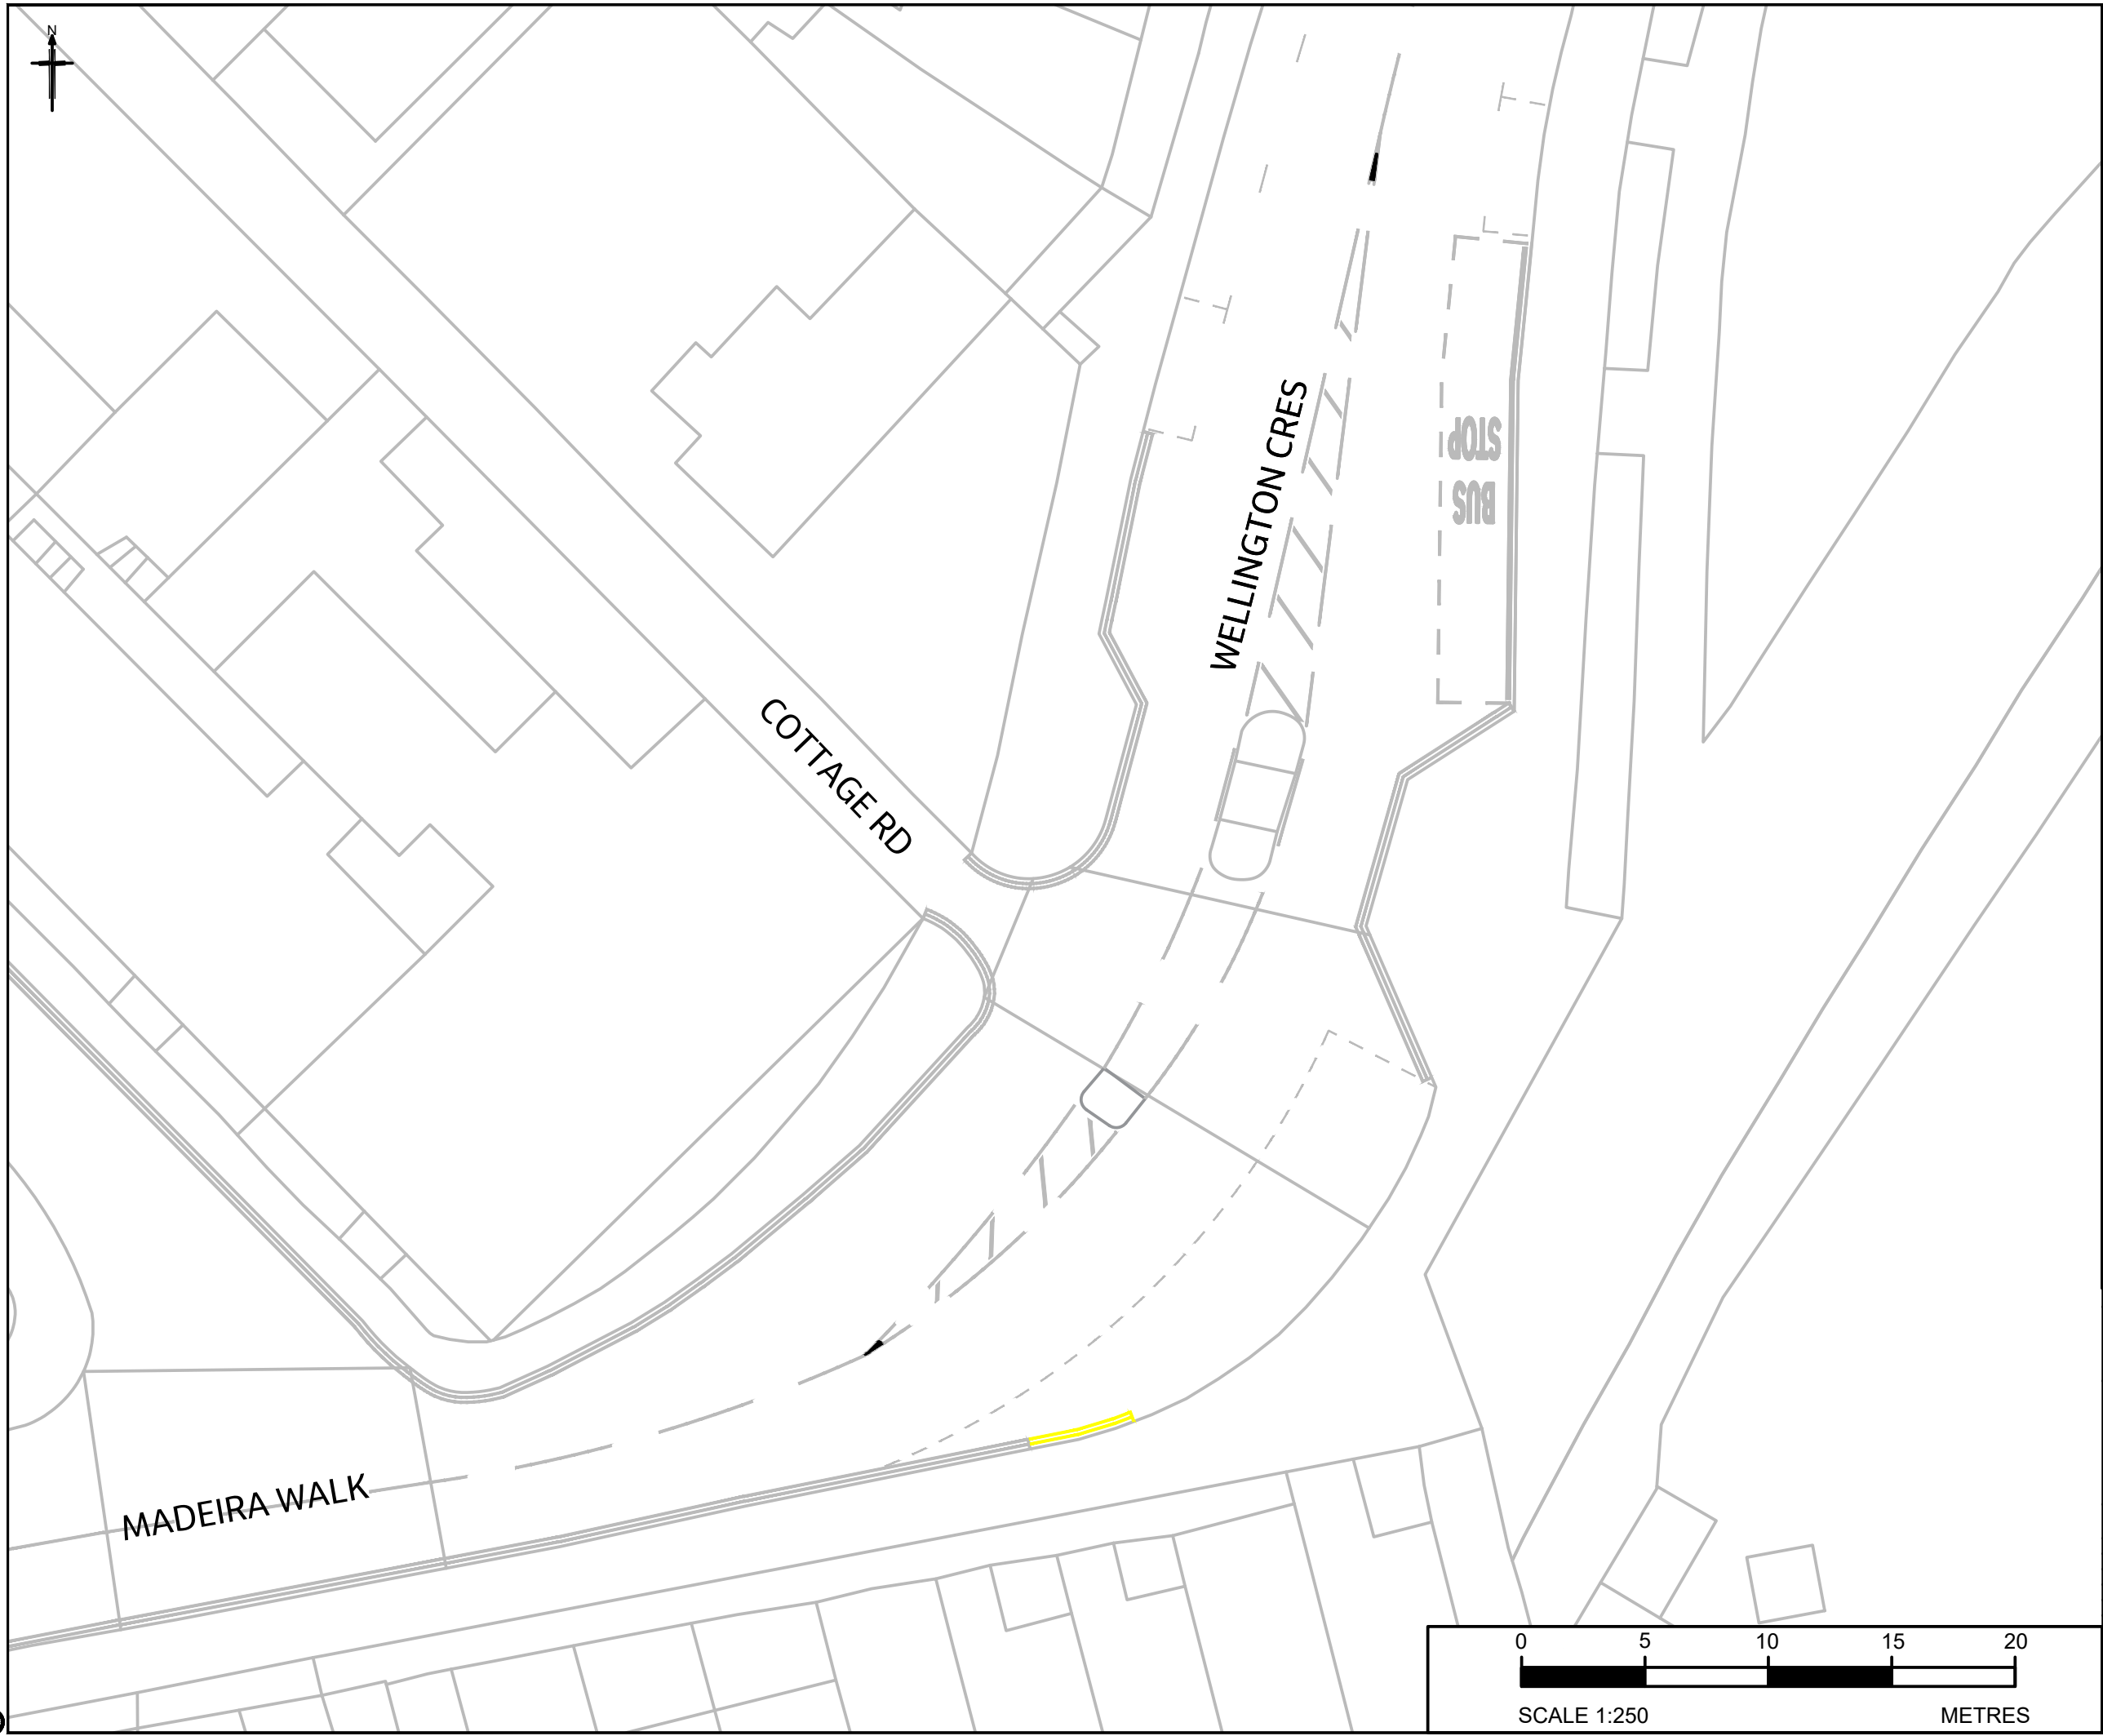 N
WELLINGTON CRES
STOP
BUS
COTTAGE RD
MADEIRA WALK
0 5 10 15 20
SCALE 1:250 METRES